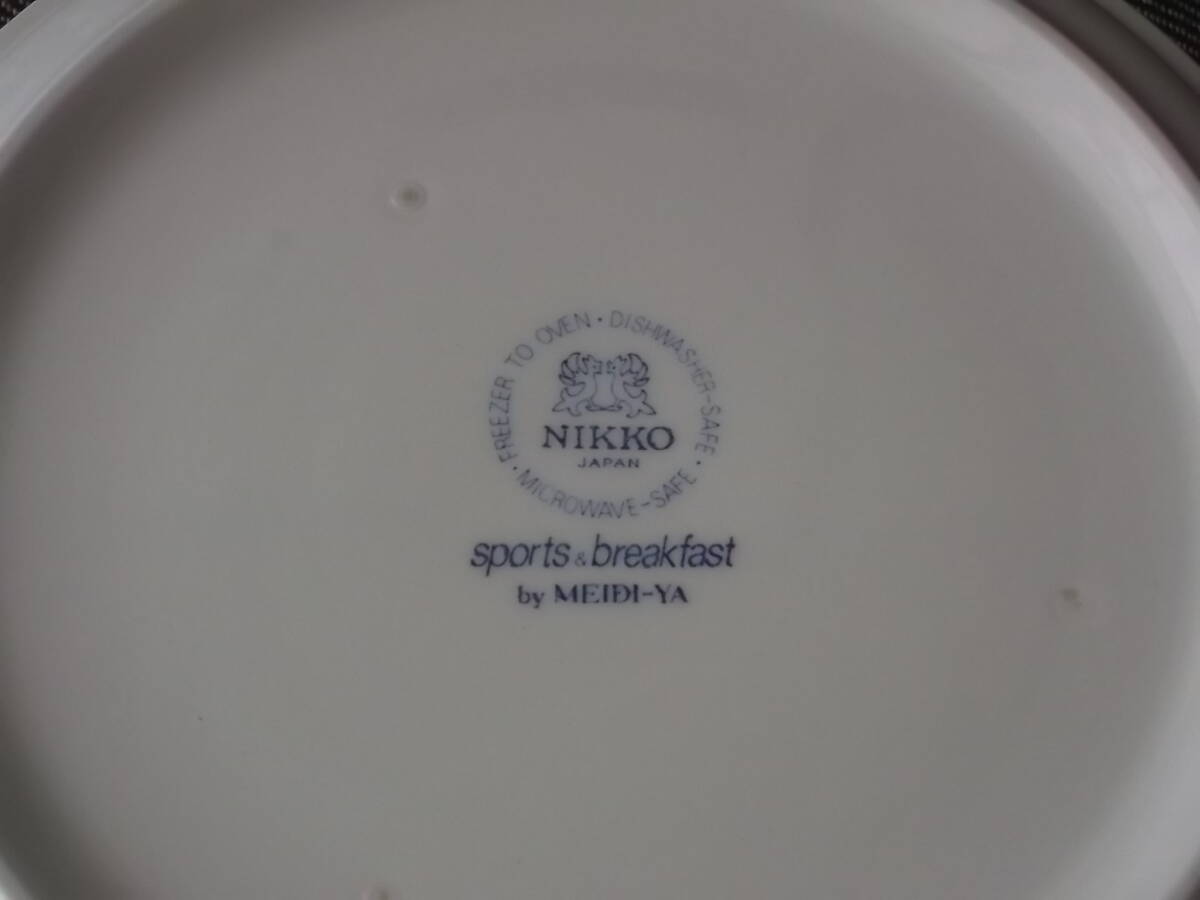 FREEZER TO OVEN · DISHWASHER-SAFE · MICROWAVE-SAFE ·
NIKKO
JAPAN
sports & breakfast
by MEIDI-YA